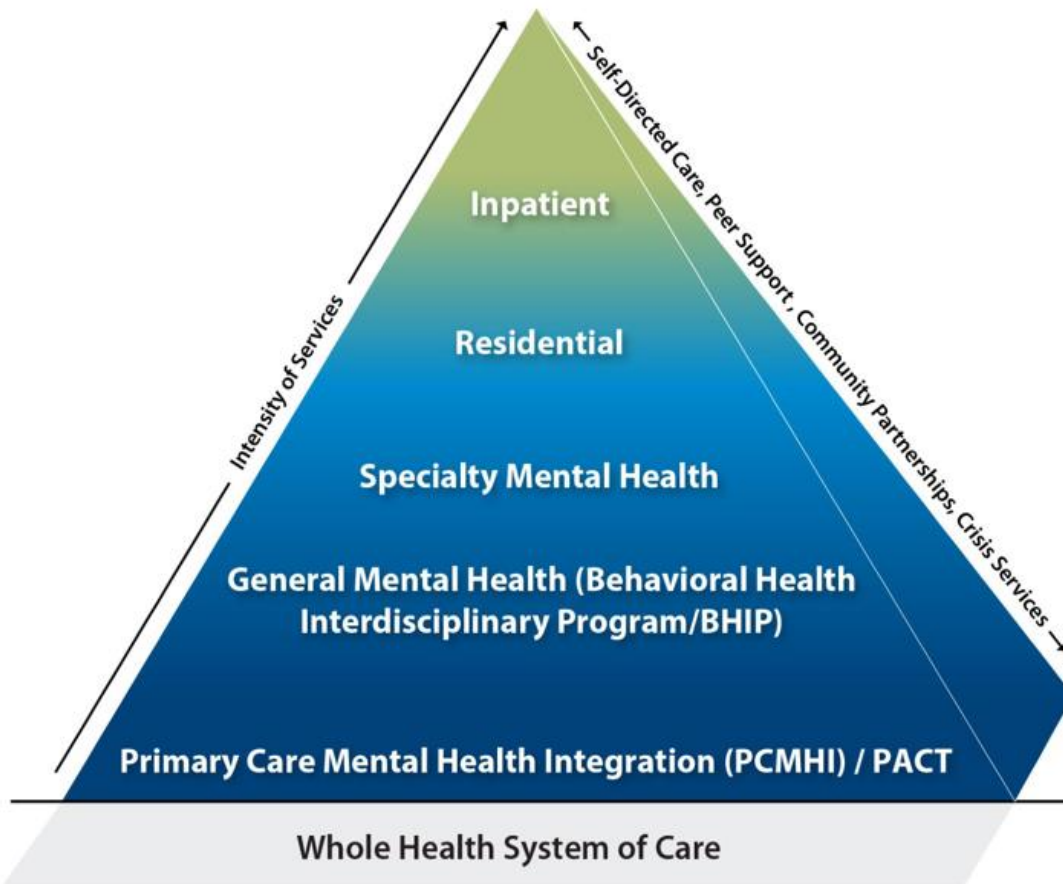 Inpatient
Residential
Specialty Mental Health
General Mental Health (Behavioral Health
Interdisciplinary Program/BHIP)
Primary Care Mental Health Integration (PCMHI) / PACT
Whole Health System of Care
Intensity of Services
Self-Directed Care, Peer Support , Community Partnerships, Crisis Services